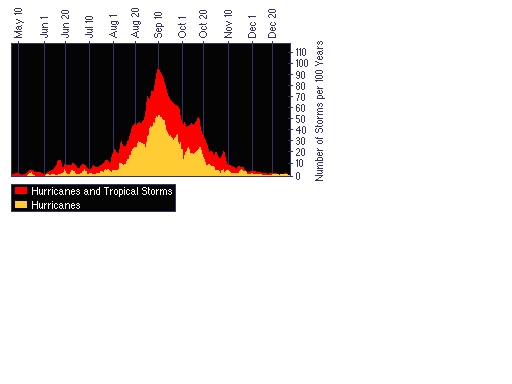 May 10
Jun 1
Jun 20
Jul 10
Aug 1
Aug 20
Sep 10
Oct 1
Oct 20
Nov 10
Dec 1
Dec 20
110
100
90
80
70
60
50
40
30
20
10
0
Number of Storms per 100 Years
Hurricanes and Tropical Storms
Hurricanes